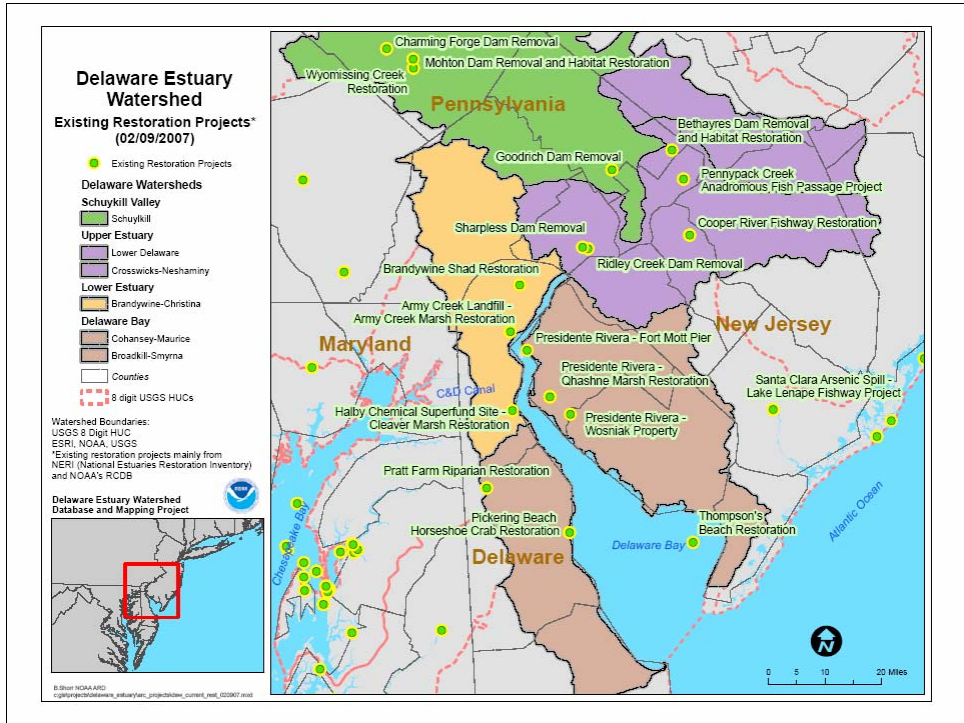 Delaware Estuary
Watershed
Existing Restoration Projects*
(02/09/2007)
Existing Restoration Projects
Delaware Watersheds
Schuykill Valley
Schuylkill
Upper Estuary
Lower Delaware
Crosswicks-Neshaminy
Lower Estuary
Brandywine-Christina
Delaware Bay
Cohansey-Maurice
Broadkill-Smyrna
Counties
8 digit USGS HUCs
Watershed Boundaries:
USGS 8 Digit HUC
ESRI, NOAA, USGS
*Existing restoration projects mainly from
NERI (National Estuaries Restoration Inventory)
and NOAA's RCDB
Delaware Estuary Watershed
Database and Mapping Project
B.Shorr NOAA ARD
Charming Forge Dam Removal
Mohton Dam Removal and Habitat Restoration
Wyomissing Creek
Restoration
Pennsylvania
Bethayres Dam Removal
and Habitat Restoration
Goodrich Dam Removal
Pennypack Creek
Anadromous Fish Passage Project
Sharpless Dam Removal
Cooper River Fishway Restoration
Ridley Creek Dam Removal
Brandywine Shad Restoration
Army Creek Landfill -
Army Creek Marsh Restoration
New Jersey
Maryland
Presidente Rivera - Fort Mott Pier
Presidente Rivera -
Qhashne Marsh Restoration
Santa Clara Arsenic Spill -
Lake Lenape Fishway Project
C&D Canal
Halby Chemical Superfund Site -
Cleaver Marsh Restoration
Presidente Rivera -
Wosniak Property
Pratt Farm Riparian Restoration
Pickering Beach
Horseshoe Crab Restoration
Thompson's
Beach Restoration
Delaware
Delaware Bay
Chesapeake Bay
Atlantic Ocean
N
0 5 10 20 Miles